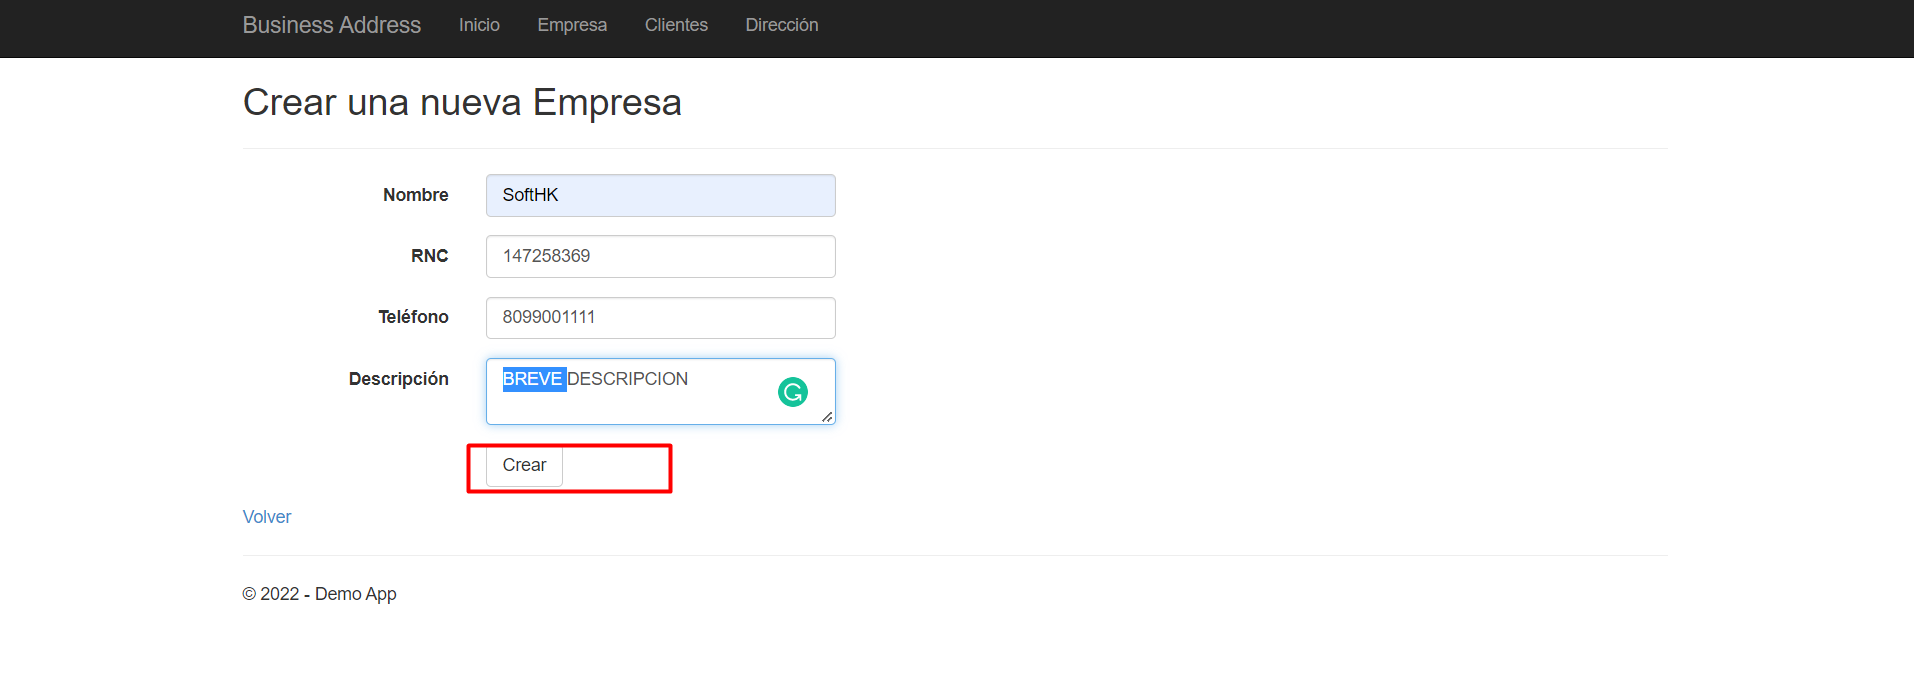 Business Address Inicio Empresa Clientes Dirección
Crear una nueva Empresa
Nombre SoftHK
RNC 147258369
Teléfono 8099001111
Descripción BREVE DESCRIPCION
Crear
Volver
© 2022 - Demo App